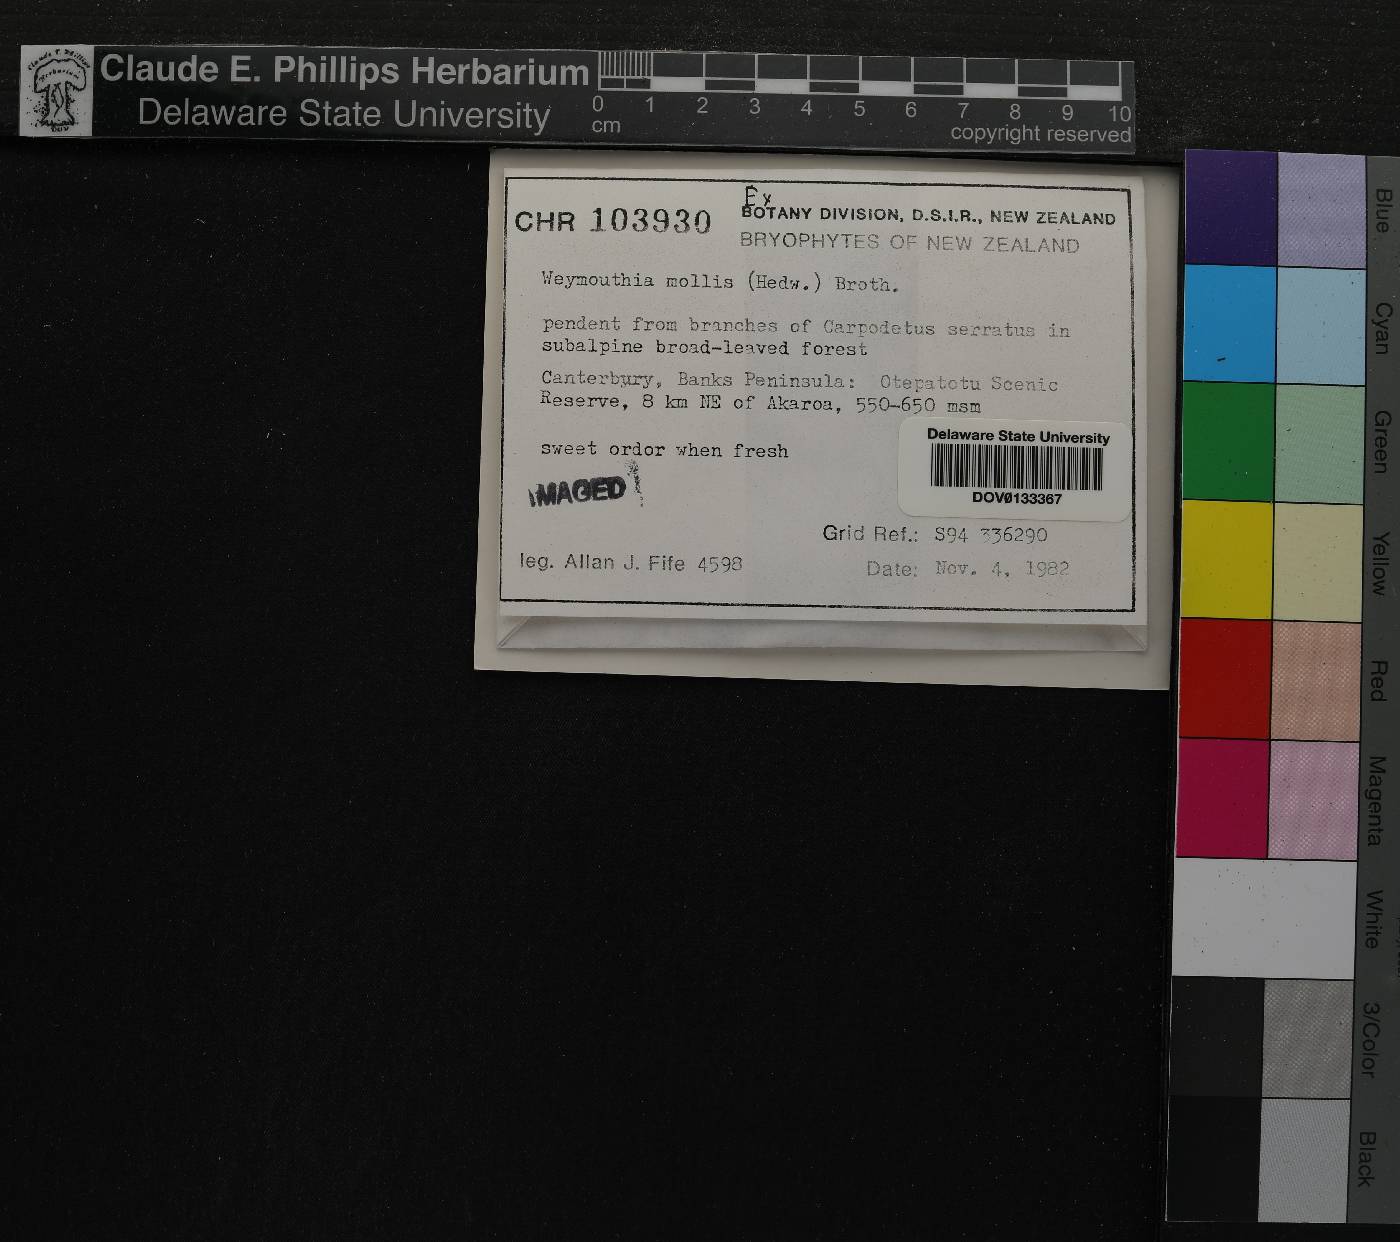 Claude E. Phillips Herbarium
Delaware State University
0 1 2 3 4 5 6 7 8 9 10
cm
copyright reserved
Ex
CHR 103930
BOTANY DIVISION, D.S.I.R., NEW ZEALAND
BRYOPHYTES OF NEW ZEALAND
Weymouthia mollis (Hedw.) Broth.
pendent from branches of Carpodetus serratus in
subalpine broad-leaved forest
Canterbury, Banks Peninsula: Otepatotu Scenic
Reserve, 8 km NE of Akaroa, 550-650 msm
sweet ordor when fresh
IMAGED
Delaware State University
DOV0133367
Grid Ref.: S94 336290
leg. Allan J. Fife 4598
Date: Nov. 4, 1982
Blue
Cyan
Green
Yellow
Red
Magenta
White
3/Color
Black